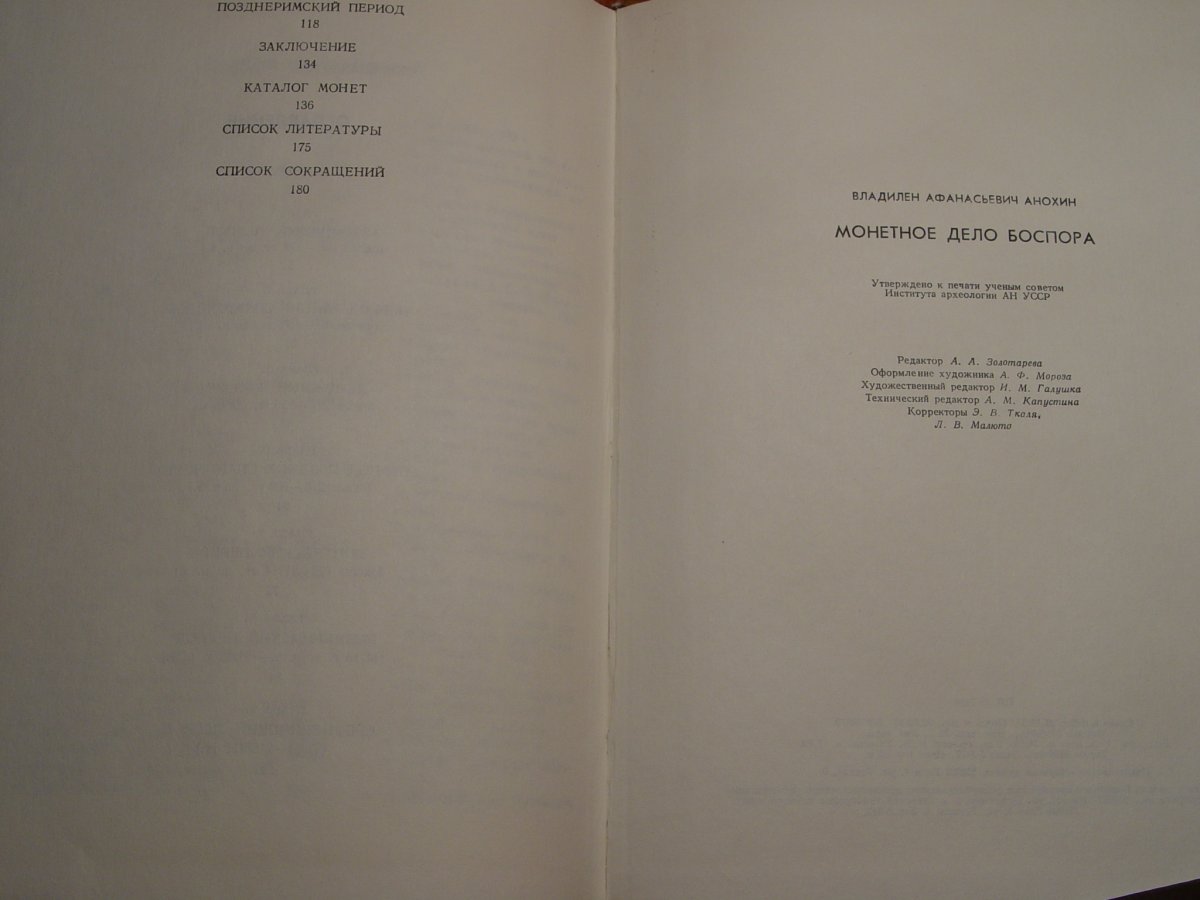 ПОЗДНЕРИМСКИЙ ПЕРИОД
118
ЗАКЛЮЧЕНИЕ
134
КАТАЛОГ МОНЕТ
136
СПИСОК ЛИТЕРАТУРЫ
175
СПИСОК СОКРАЩЕНИЙ
180
ВЛАДИЛЕН АФАНАСЬЕВИЧ АНОХИН
МОНЕТНОЕ ДЕЛО БОСПОРА
Утверждено к печати ученым советом
Института археологии АН УССР
Редактор А. А. Золотарева
Оформление художника А. Ф. Мороза
Художественный редактор И. М. Галушка
Технический редактор А. М. Капустина
Корректоры Э. В. Ткаля,
Л. В. Малюто